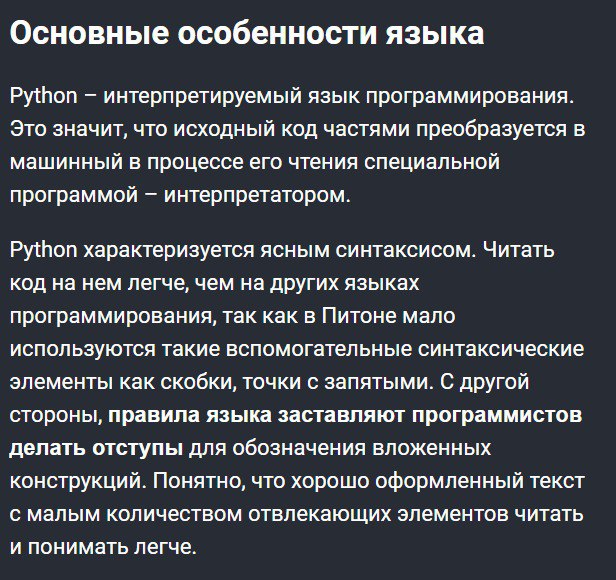 Основные особенности языка
Python – интерпретируемый язык программирования.
Это значит, что исходный код частями преобразуется в
машинный в процессе его чтения специальной
программой – интерпретатором.
Python характеризуется ясным синтаксисом. Читать
код на нем легче, чем на других языках
программирования, так как в Питоне мало
используются такие вспомогательные синтаксические
элементы как скобки, точки с запятыми. С другой
стороны, правила языка заставляют программистов
делать отступы для обозначения вложенных
конструкций. Понятно, что хорошо оформленный текст
с малым количеством отвлекающих элементов читать
и понимать легче.